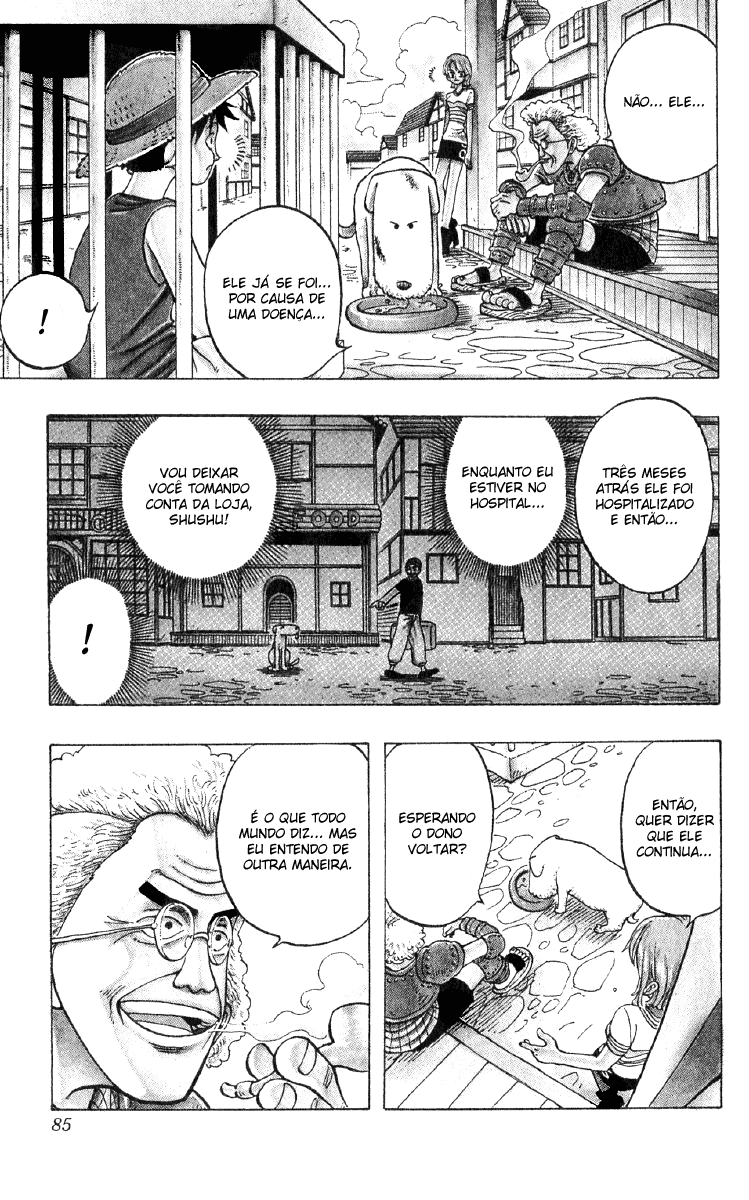 NÃO... ELE...
ELE JÁ SE FOI...
POR CAUSA DE
UMA DOENÇA...
!
TRÊS MESES
ATRÁS ELE FOI
HOSPITALIZADO
E ENTÃO...
ENQUANTO EU
ESTIVER NO
HOSPITAL...
VOU DEIXAR
VOCÊ TOMANDO
CONTA DA LOJA,
SHUSHU!
FOOD
!
ENTÃO,
QUER DIZER
QUE ELE
CONTINUA...
ESPERANDO
O DONO
VOLTAR?
É O QUE TODO
MUNDO DIZ... MAS
EU ENTENDO DE
OUTRA MANEIRA.
85